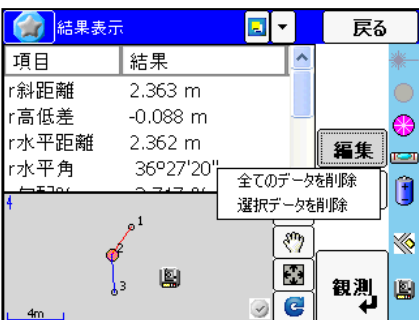 結果表示
戻る
項目 結果
r斜距離 2.363 m
r高低差 -0.088 m
r水平距離 2.362 m
r水平角 36º27'20"
編集
全てのデータを削除
選択データを削除
4
1
2
3
4m
観測